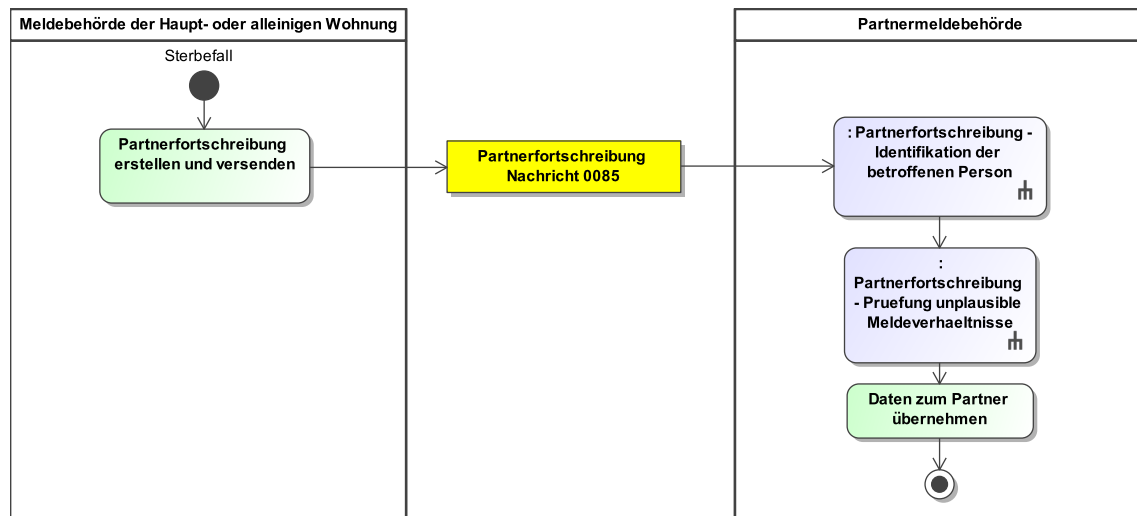 Meldebehörde der Haupt- oder alleinigen Wohnung
Sterbefall
Partnerfortschreibung
erstellen und versenden
Partnerfortschreibung
Nachricht 0085
Partnermeldebehörde
: Partnerfortschreibung -
Identifikation der
betroffenen Person
:
Partnerfortschreibung
- Pruefung unplausible
Meldeverhaeltnisse
Daten zum Partner
übernehmen